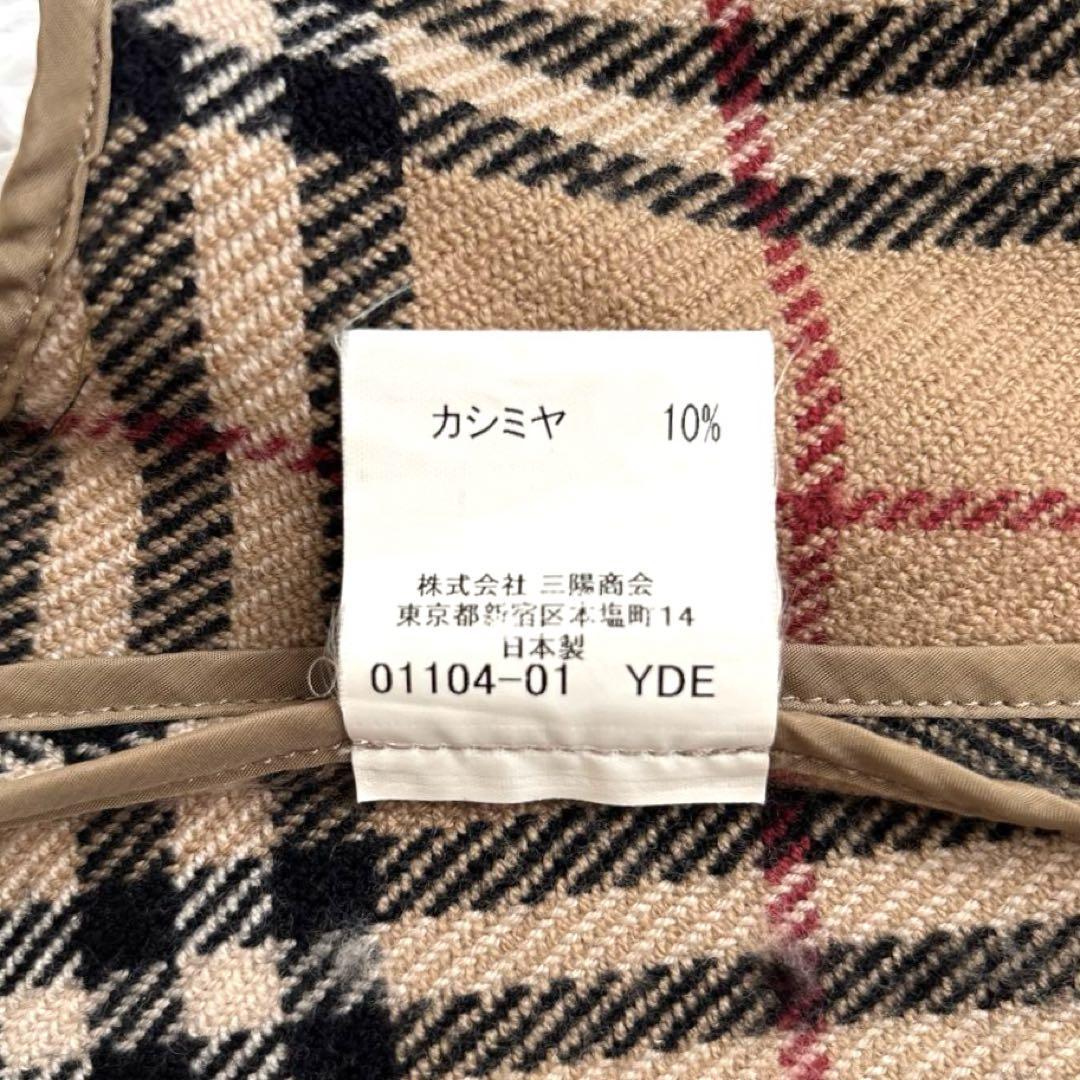 カシミヤ 10%
株式会社 三陽商会
東京都新宿区本塩町14
日本製
01104-01 YDE